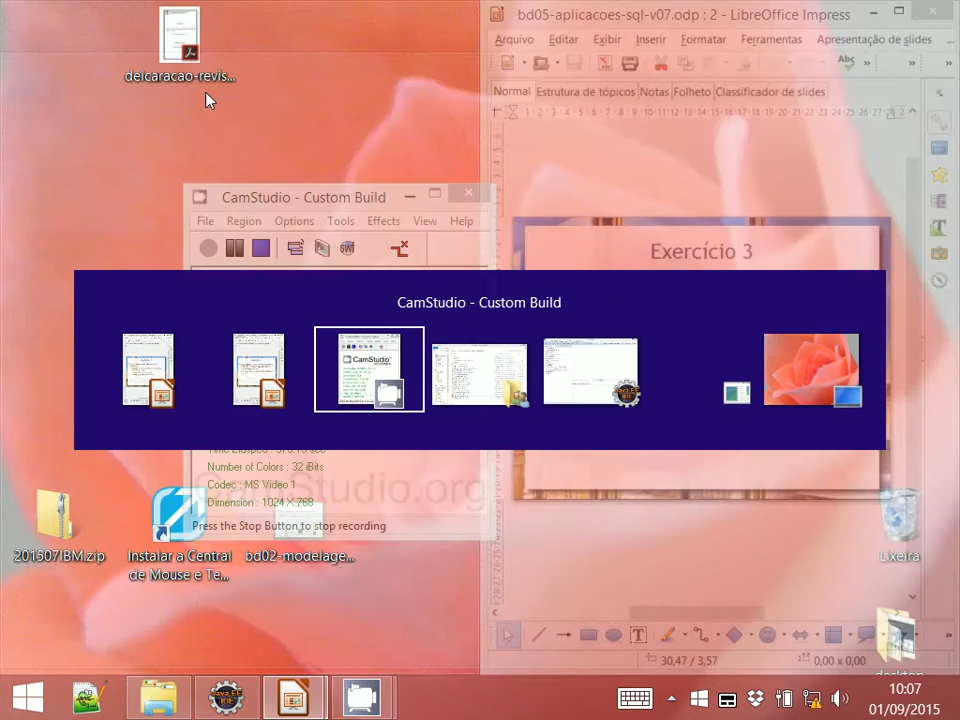 delcaracao-revis...
bd05-aplicacoes-sql-v07.odp : 2 - LibreOffice Impress
Arquivo Editar Exibir Inserir Formatar Ferramentas Apresentação de slides
Normal Estrutura de tópicos Notas Folheto Classificador de slides
CamStudio - Custom Build
File Region Options Tools Effects View Help
Exercício 3
CamStudio - Custom Build
CamStudio
Number of Colors : 32 iBits
Codec : MS Video 1
Dimension : 1024 X 768
CamStudio.org
Press the Stop Button to stop recording
201507IBM.zip
Instalar a Central
de Mouse e Te...
bd02-modelage...
Lixeira
30,47 / 3,57
0,00 x 0,00
desktop
10:07
01/09/2015